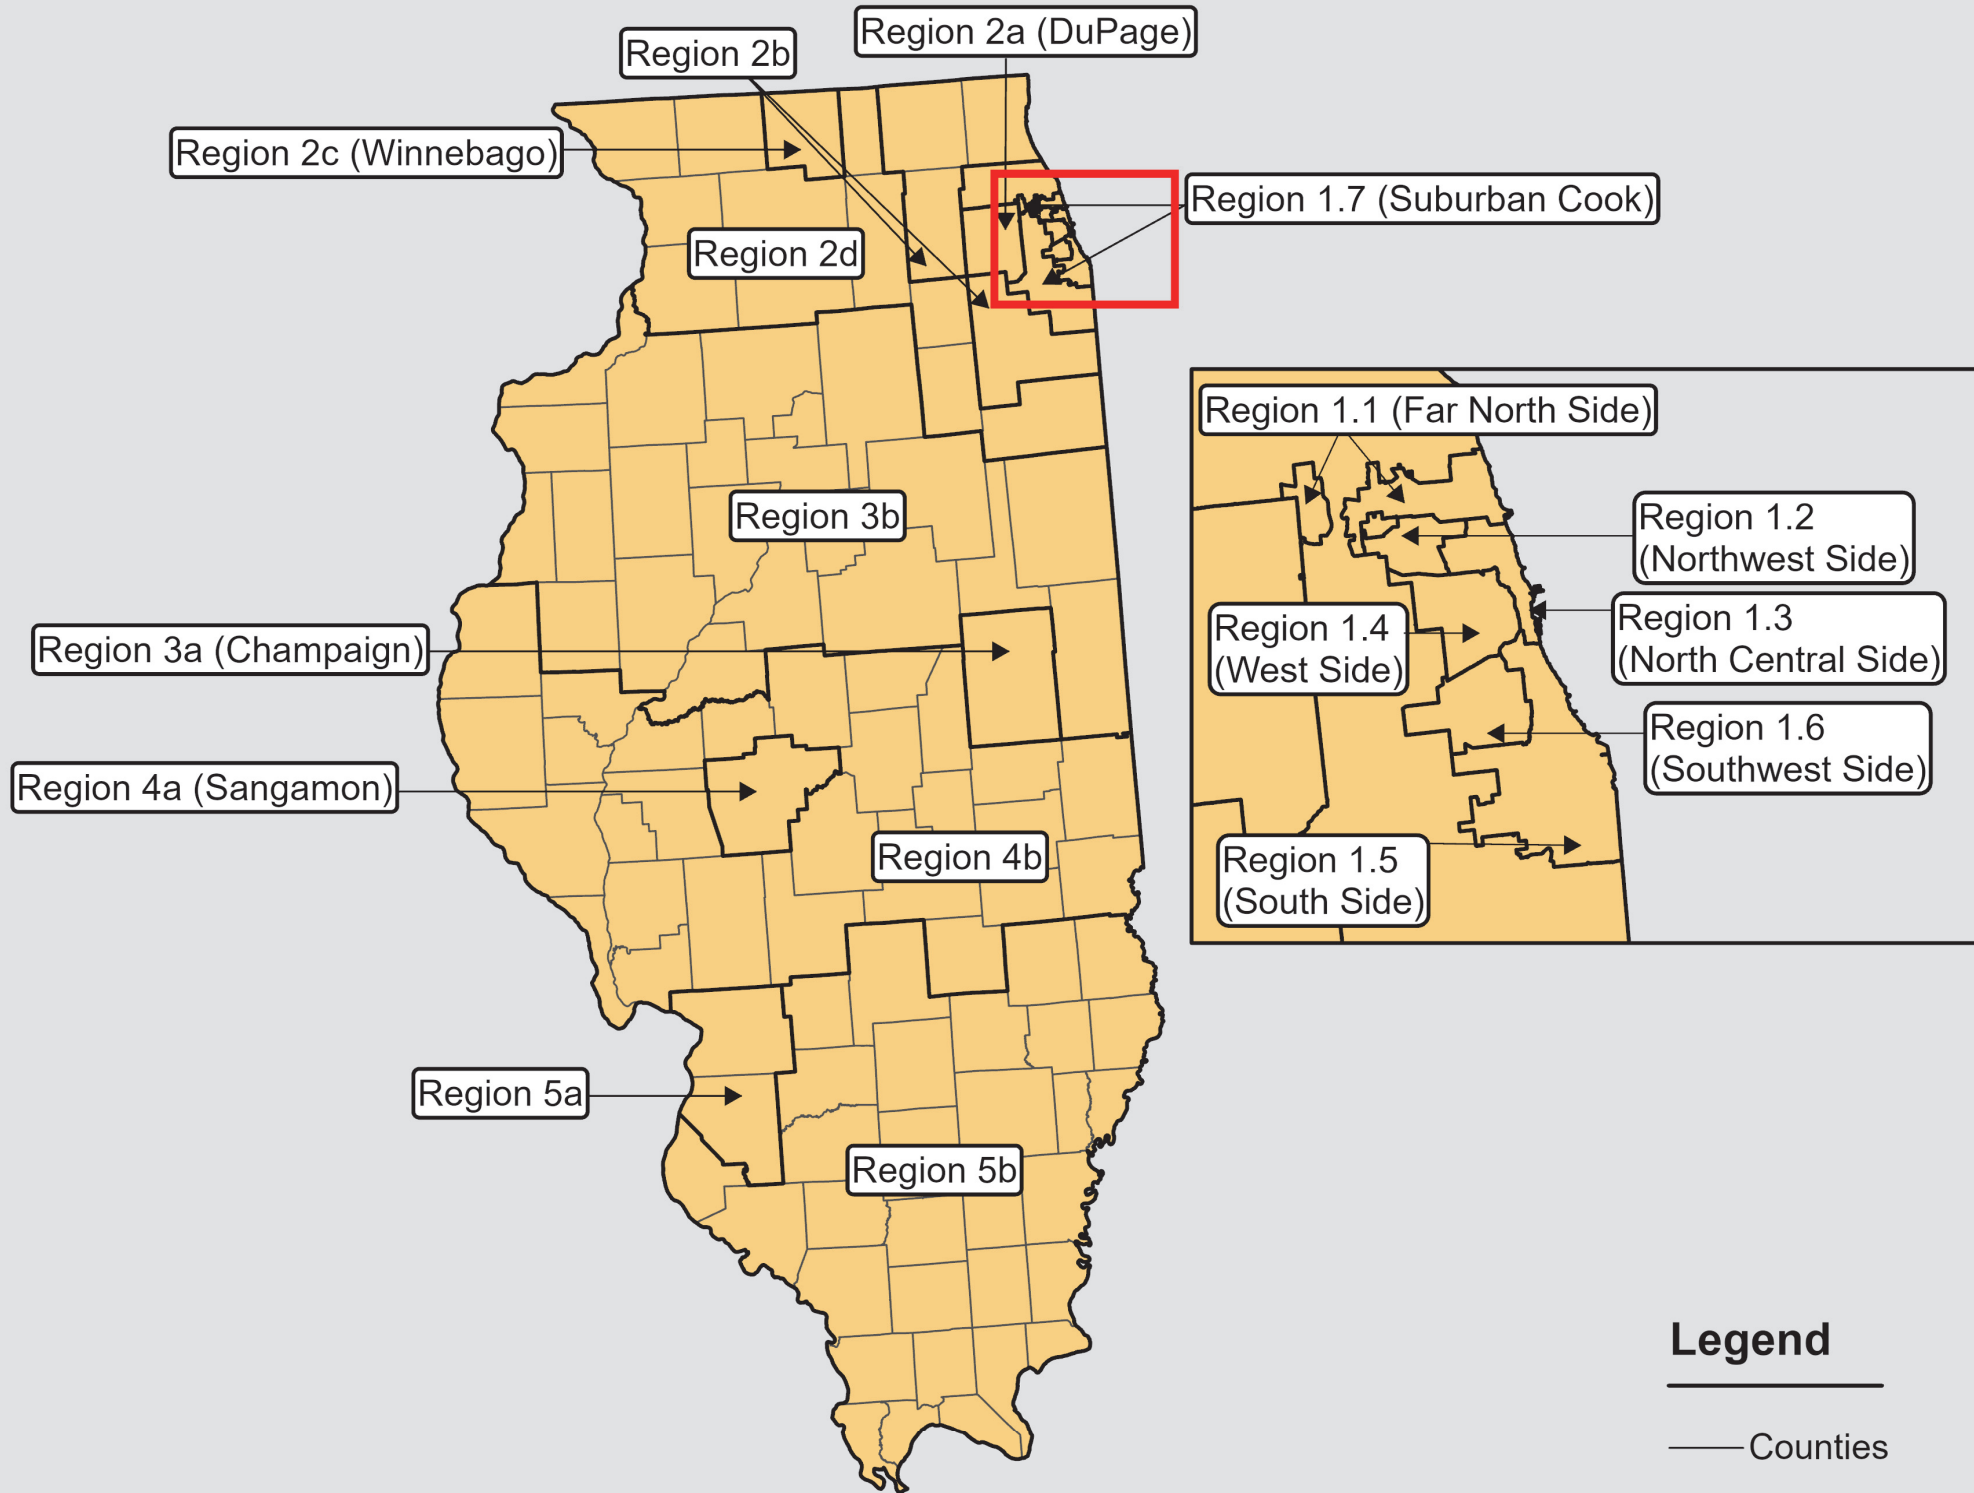 Region 2a (DuPage)
Region 2b
Region 2c (Winnebago)
Region 1.7 (Suburban Cook)
Region 2d
Region 1.1 (Far North Side)
Region 3b
Region 1.2
(Northwest Side)
Region 1.3
(North Central Side)
Region 1.4
(West Side)
Region 3a (Champaign)
Region 1.6
(Southwest Side)
Region 4a (Sangamon)
Region 4b
Region 1.5
(South Side)
Region 5a
Region 5b
Legend
Counties